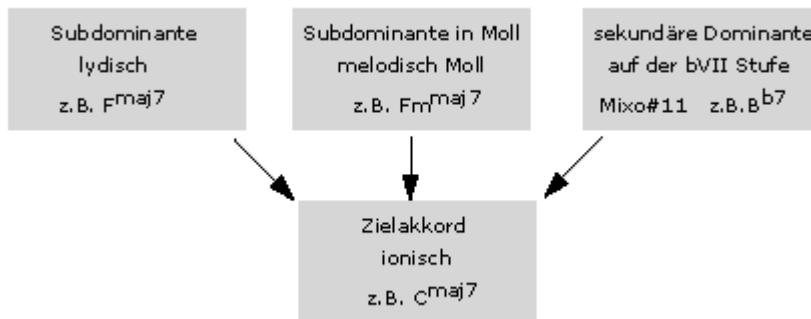 Subdominante
lydisch
z.B. Fmaj7
Subdominante in Moll
melodisch Moll
z.B. Fmmaj7
sekundäre Dominante
auf der bVII Stufe
Mixo#11 z.B.Bb7
Zielakkord
ionisch
z.B. Cmaj7